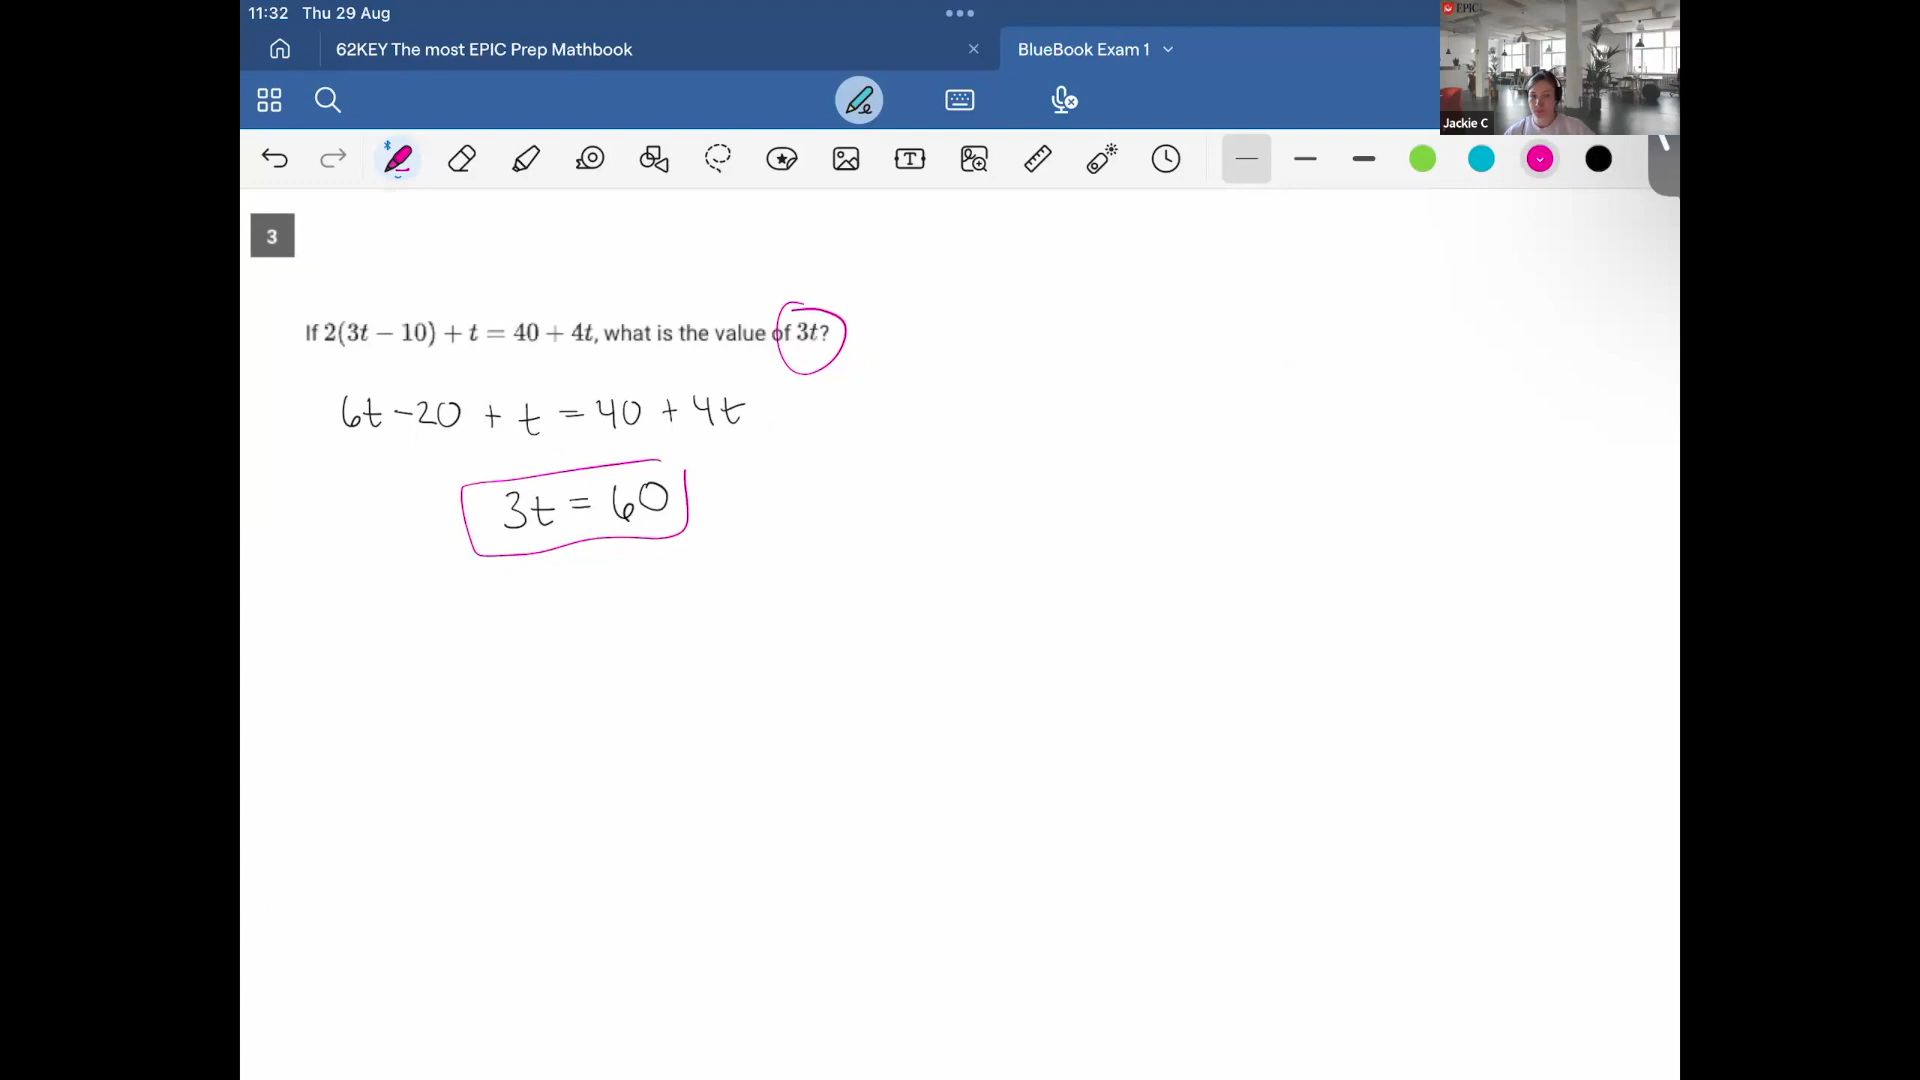 11:32 Thu 29 Aug
62KEY The most EPIC Prep Mathbook
BlueBook Exam 1
EPIC
Jackie C
3
If 2(3t − 10) + t = 40 + 4t, what is the value of 3t?
6t − 20 + t = 40 + 4t
3t = 60